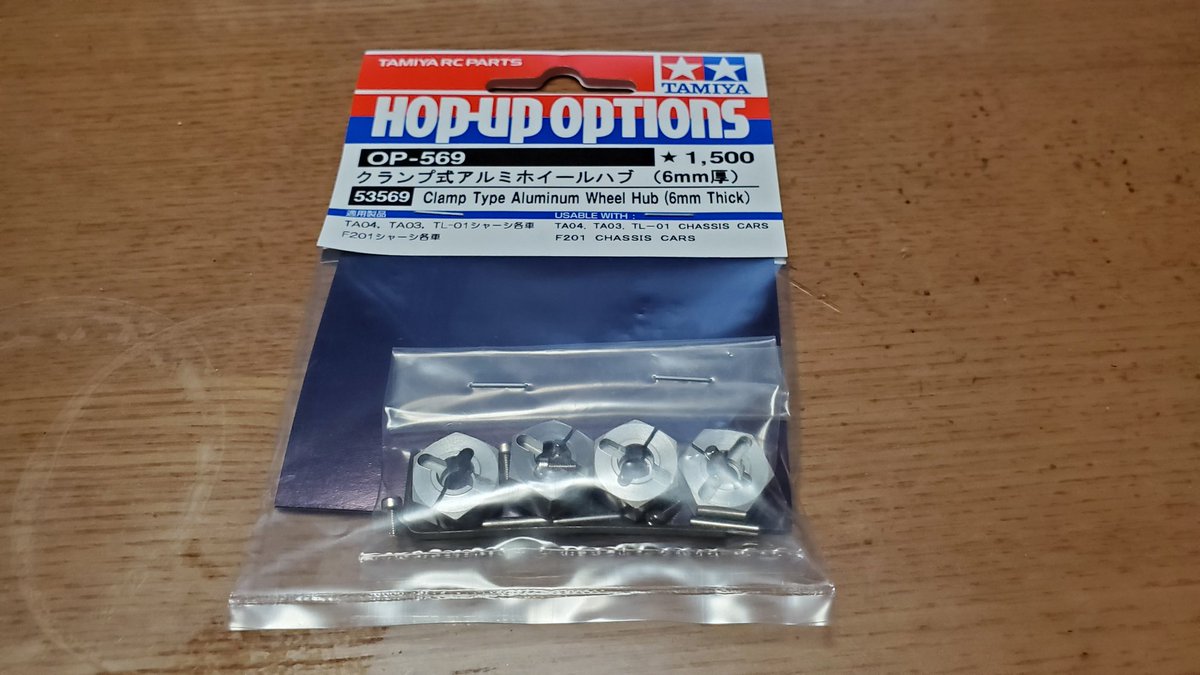 TAMIYA RC PARTS
TAMIYA
HOP-UP OPTIONS
OP-569 ★ 1,500
クランプ式アルミホイールハブ (6mm厚)
53569 Clamp Type Aluminum Wheel Hub (6mm Thick)
適用製品
TA04, TA03, TL-01シャーシ各車
F201シャーシ各車
USABLE WITH :
TA04, TA03, TL-01 CHASSIS CARS
F201 CHASSIS CARS